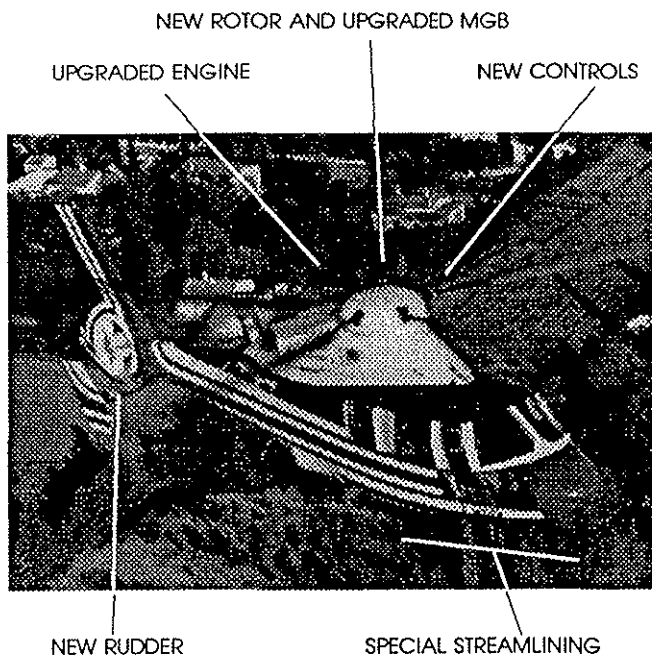 NEW ROTOR AND UPGRADED MGB
UPGRADED ENGINE
NEW CONTROLS
NEW RUDDER
SPECIAL STREAMLINING